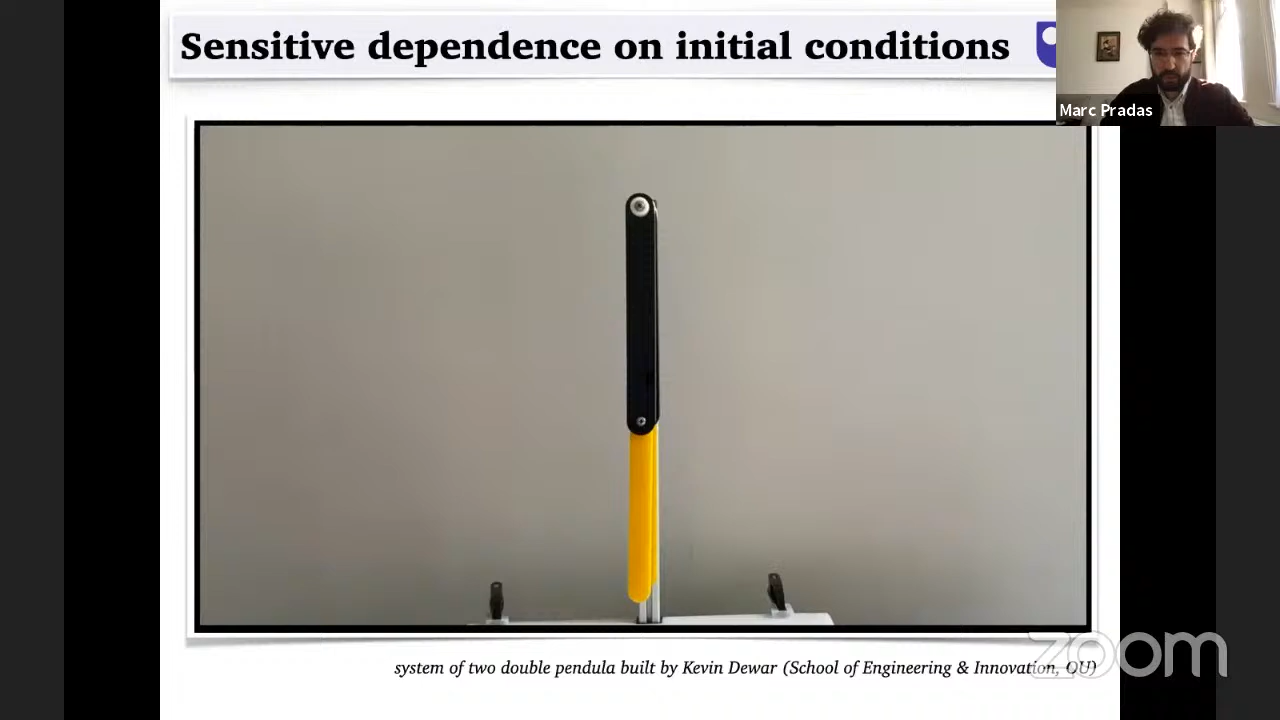 Sensitive dependence on initial conditions
Marc Pradas
system of two double pendula built by Kevin Dewar (School of Engineering & Innovation, OU)
zoom